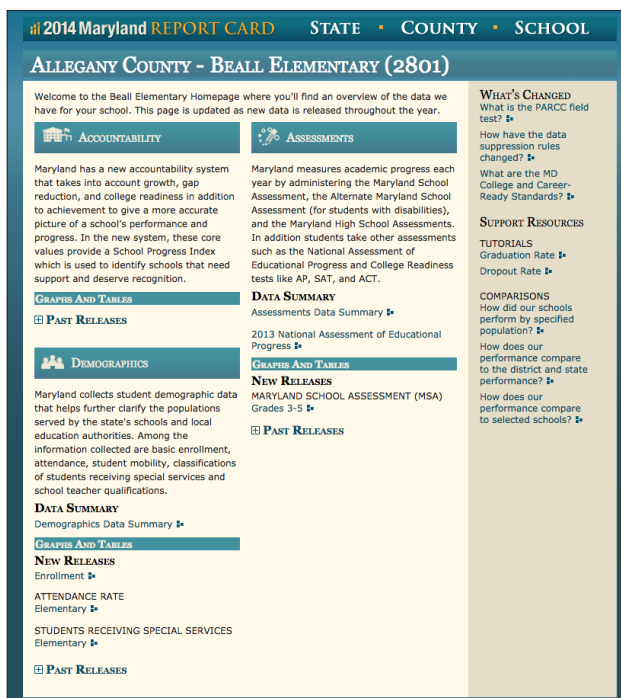 2014 Maryland REPORT CARD STATE ▪ COUNTY ▪ SCHOOL
ALLEGANY COUNTY - BEALL ELEMENTARY (2801)
Welcome to the Beall Elementary Homepage where you'll find an overview of the data we
have for your school. This page is updated as new data is released throughout the year.
ACCOUNTABILITY
Maryland has a new accountability system
that takes into account growth, gap
reduction, and college readiness in addition
to achievement to give a more accurate
picture of a school's performance and
progress. In the new system, these core
values provide a School Progress Index
which is used to identify schools that need
support and deserve recognition.
GRAPHS AND TABLES
PAST RELEASES
DEMOGRAPHICS
Maryland collects student demographic data
that helps further clarify the populations
served by the state's schools and local
education authorities. Among the
information collected are basic enrollment,
attendance, student mobility, classifications
of students receiving special services and
school teacher qualifications.
DATA SUMMARY
Demographics Data Summary
GRAPHS AND TABLES
NEW RELEASES
Enrollment
ATTENDANCE RATE
Elementary
STUDENTS RECEIVING SPECIAL SERVICES
Elementary
PAST RELEASES
ASSESSMENTS
Maryland measures academic progress each
year by administering the Maryland School
Assessment, the Alternate Maryland School
Assessment (for students with disabilities),
and the Maryland High School Assessments.
In addition students take other assessments
such as the National Assessment of
Educational Progress and College Readiness
tests like AP, SAT, and ACT.
DATA SUMMARY
Assessments Data Summary
2013 National Assessment of Educational
Progress
GRAPHS AND TABLES
NEW RELEASES
MARYLAND SCHOOL ASSESSMENT (MSA)
Grades 3-5
PAST RELEASES
WHAT'S CHANGED
What is the PARCC field
test?
How have the data
suppression rules
changed?
What are the MD
College and Career-
Ready Standards?
SUPPORT RESOURCES
TUTORIALS
Graduation Rate
Dropout Rate
COMPARISONS
How did our schools
perform by specified
population?
How does our
performance compare
to the district and state
performance?
How does our
performance compare
to selected schools?